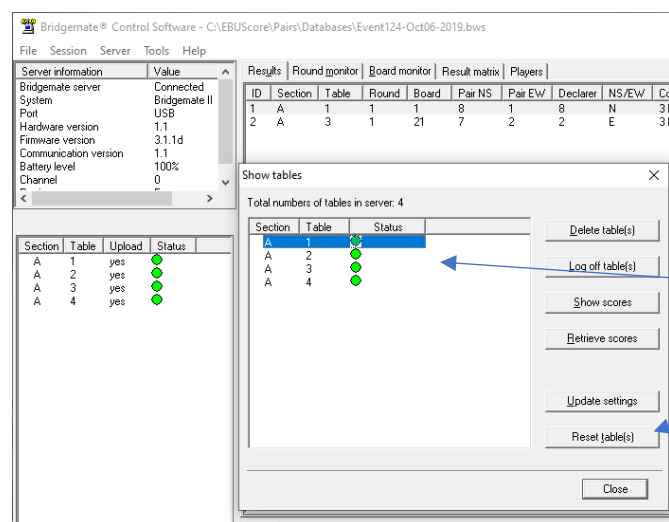 Bridgemate® Control Software - C:\EBUScore\Pairs\Databases\Event124-Oct06-2019.bws
File Session Server Tools Help
Server information Value
Bridgemate server Connected
System Bridgemate II
Port USB
Hardware version 1.1
Firmware version 3.1.1d
Communication version 1.1
Battery level 100%
Channel 0
Section Table Upload Status
A 1 yes
A 2 yes
A 3 yes
A 4 yes
Results Round monitor Board monitor Result matrix Players
ID Section Table Round Board Pair NS Pair EW Declarer NS/EW Co
1 A 1 1 1 8 1 8 N 3
2 A 3 1 21 7 2 2 E 3
Show tables
Total numbers of tables in server: 4
Section Table Status
A 1
A 2
A 3
A 4
Delete table(s)
Log off table(s)
Show scores
Retrieve scores
Update settings
Reset table(s)
Close